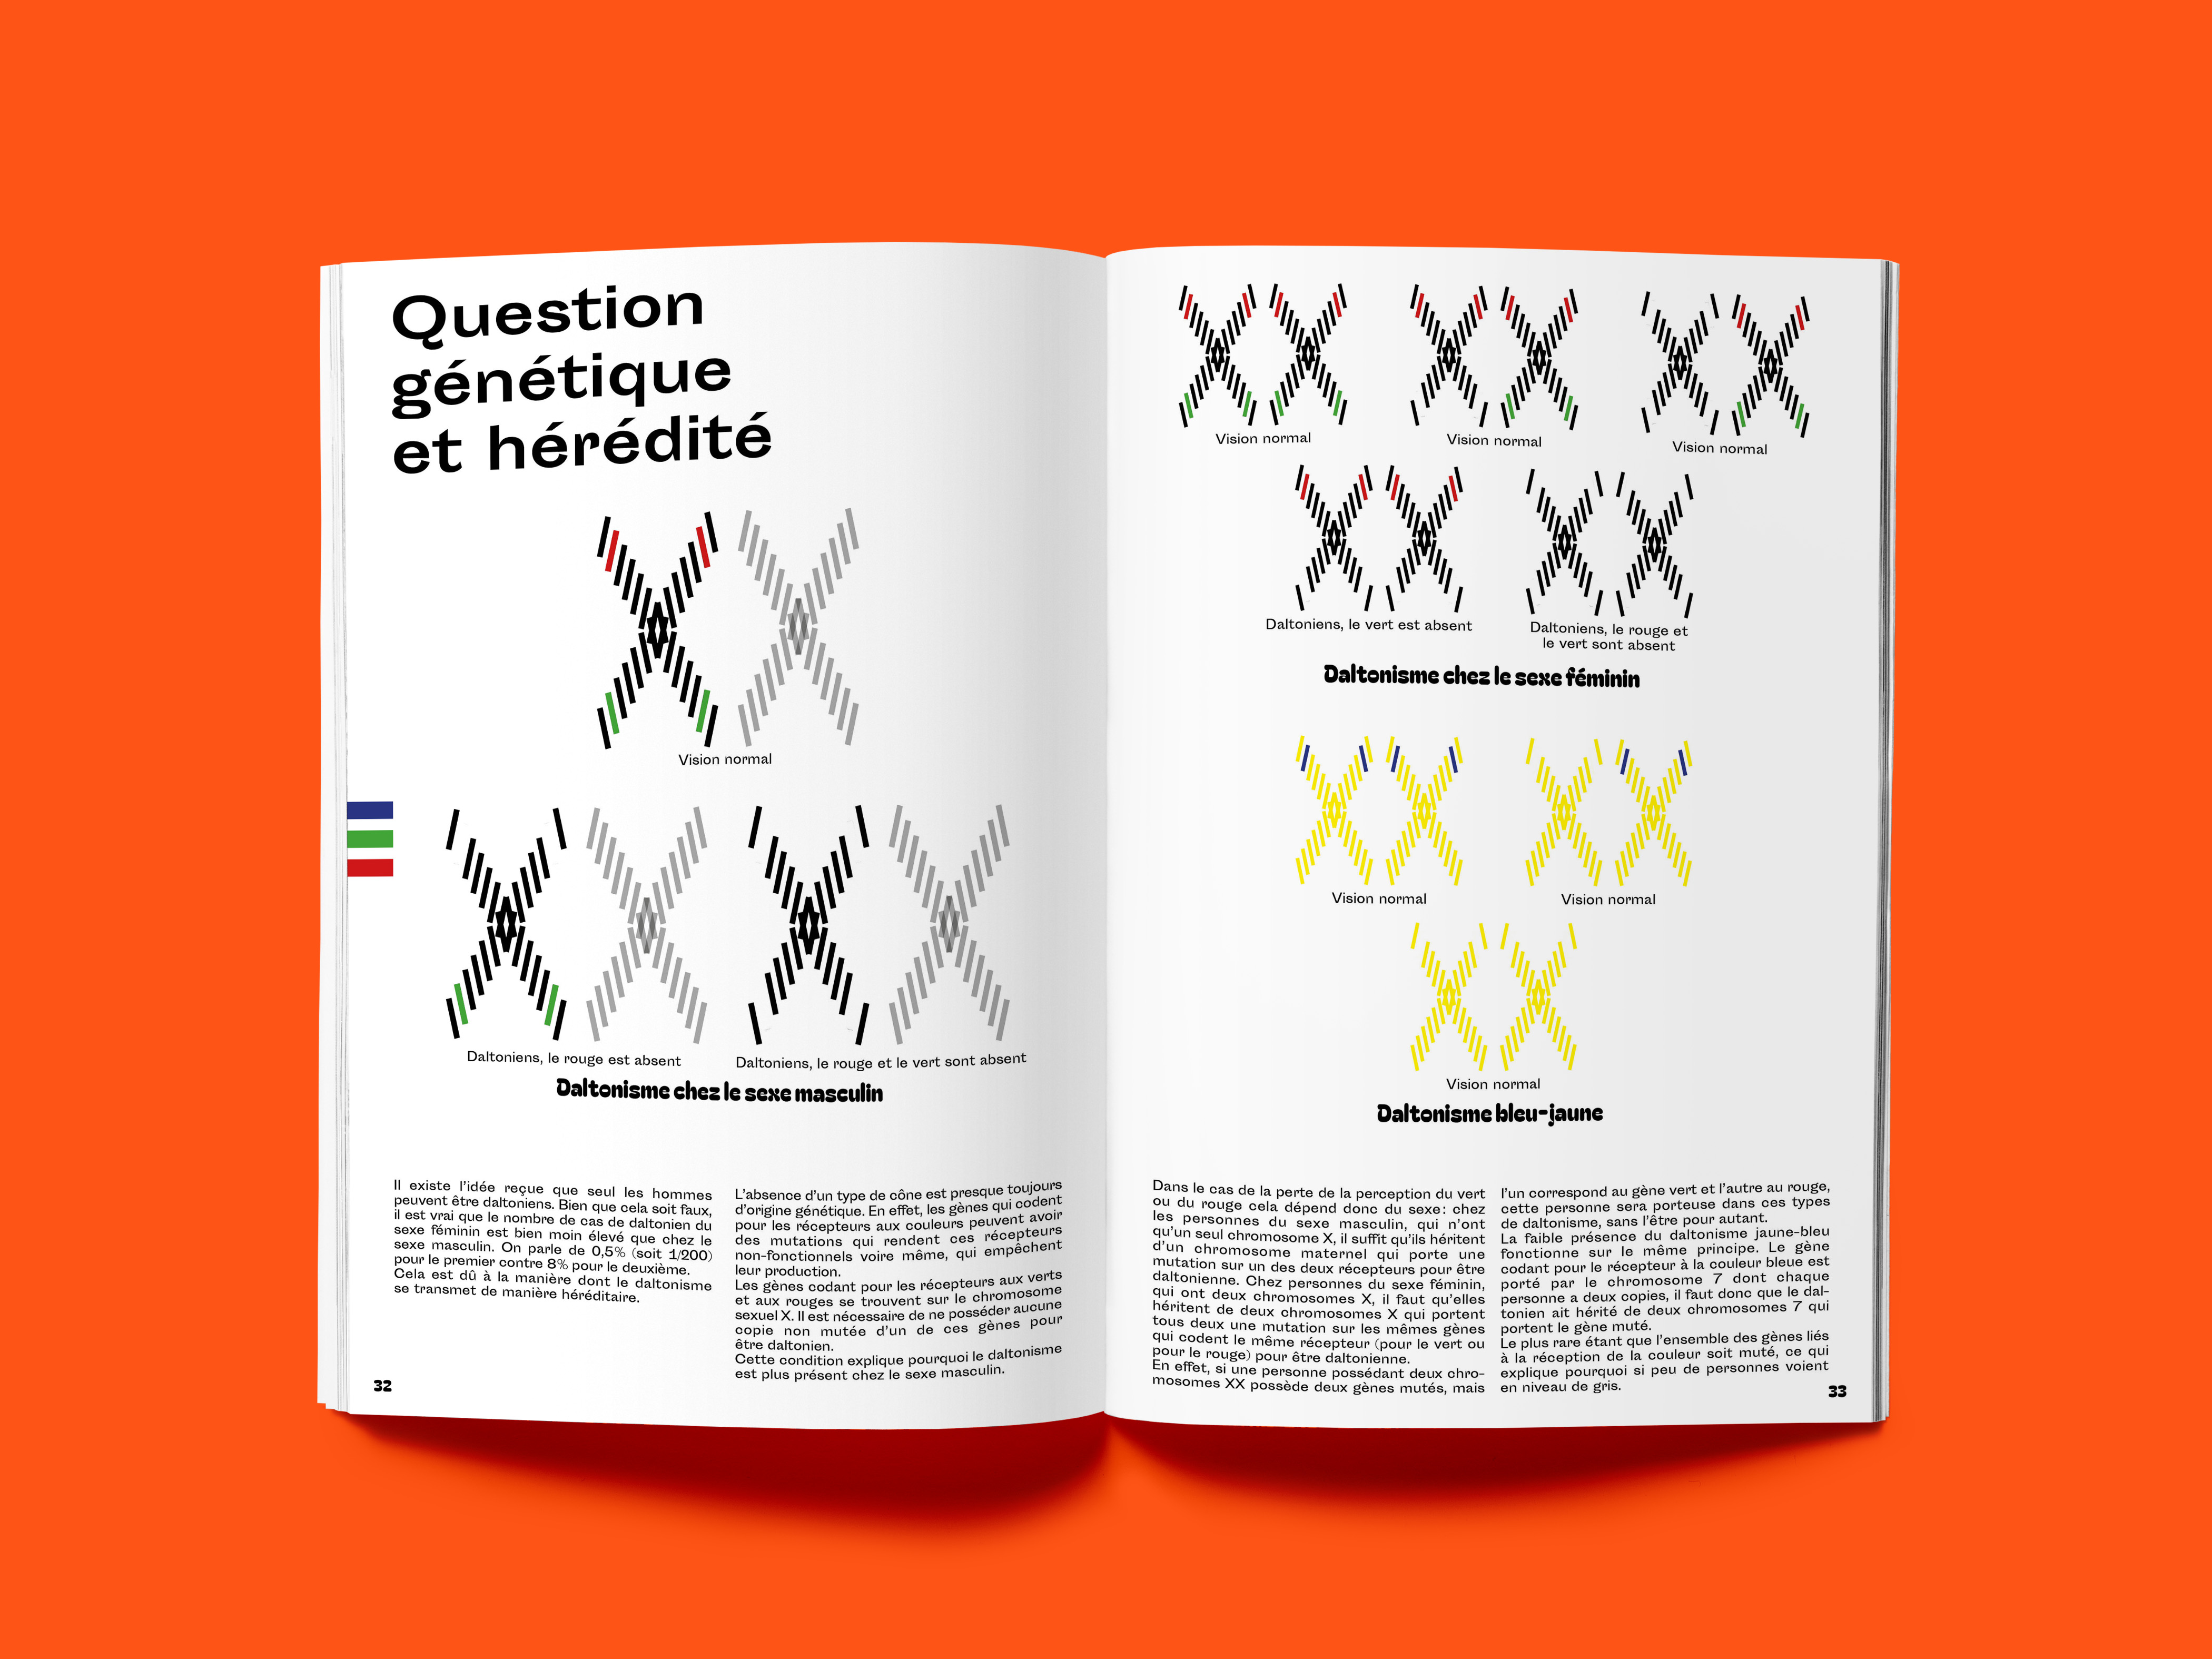 Question
génétique
et hérédité
Vision normal
Daltoniens, le rouge est absent
Daltoniens, le rouge et le vert sont absent
Daltonisme chez le sexe masculin
Il existe l'idée reçue que seul les hommes
peuvent être daltoniens. Bien que cela soit faux,
il est vrai que le nombre de cas de daltonien du
sexe féminin est bien moin élevé que chez le
sexe masculin. On parle de 0,5% (soit 1/200)
pour le premier contre 8% pour le deuxième.
Cela est dû à la manière dont le daltonisme
se transmet de manière héréditaire.
L'absence d'un type de cône est presque toujours
d'origine génétique. En effet, les gènes qui codent
pour les récepteurs aux couleurs peuvent avoir
des mutations qui rendent ces récepteurs
non-fonctionnels voire même, qui empêchent
leur production.
Les gènes codant pour les récepteurs aux verts
et aux rouges se trouvent sur le chromosome
sexuel X. Il est nécessaire de ne posséder aucune
copie non mutée d'un de ces gènes pour
être daltonien.
Cette condition explique pourquoi le daltonisme
est plus présent chez le sexe masculin.
32
Vision normal
Vision normal
Vision normal
Daltoniens, le vert est absent
Daltoniens, le rouge et
le vert sont absent
Daltonisme chez le sexe féminin
Vision normal
Vision normal
Vision normal
Daltonisme bleu-jaune
Dans le cas de la perte de la perception du vert
ou du rouge cela dépend donc du sexe: chez
les personnes du sexe masculin, qui n'ont
qu'un seul chromosome X, il suffit qu'ils héritent
d'un chromosome maternel qui porte une
mutation sur un des deux récepteurs pour être
daltonienne. Chez personnes du sexe féminin,
qui ont deux chromosomes X, il faut qu'elles
héritent de deux chromosomes X qui portent
tous deux une mutation sur les mêmes gènes
qui codent le même récepteur (pour le vert ou
pour le rouge) pour être daltonienne.
En effet, si une personne possédant deux chro-
mosomes XX possède deux gènes mutés, mais
l'un correspond au gène vert et l'autre au rouge,
cette personne sera porteuse dans ces types
de daltonisme, sans l'être pour autant.
La faible présence du daltonisme jaune-bleu
fonctionne sur le même principe. Le gène
codant pour le récepteur à la couleur bleue est
porté par le chromosome 7 dont chaque
personne a deux copies, il faut donc que le dal-
tonien ait hérité de deux chromosomes 7 qui
portent le gène muté.
Le plus rare étant que l'ensemble des gènes liés
à la réception de la couleur soit muté, ce qui
explique pourquoi si peu de personnes voient
en niveau de gris.
33